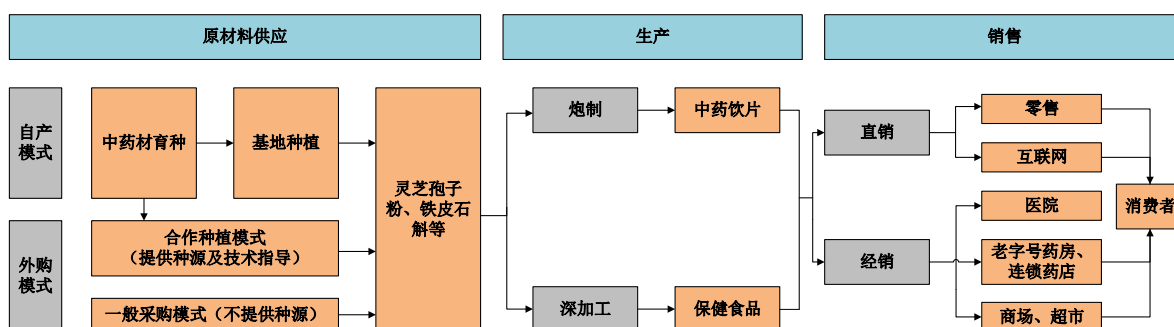 原材料供应
生产
销售
自产
模式
中药材育种
基地种植
外购
模式
合作种植模式
（提供种源及技术指导）
一般采购模式（不提供种源）
灵芝孢子
粉、铁皮石
斛等
炮制
中药饮片
深加工
保健食品
直销
零售
互联网
经销
医院
老字号药房、
连锁药店
商场、超市
消费者